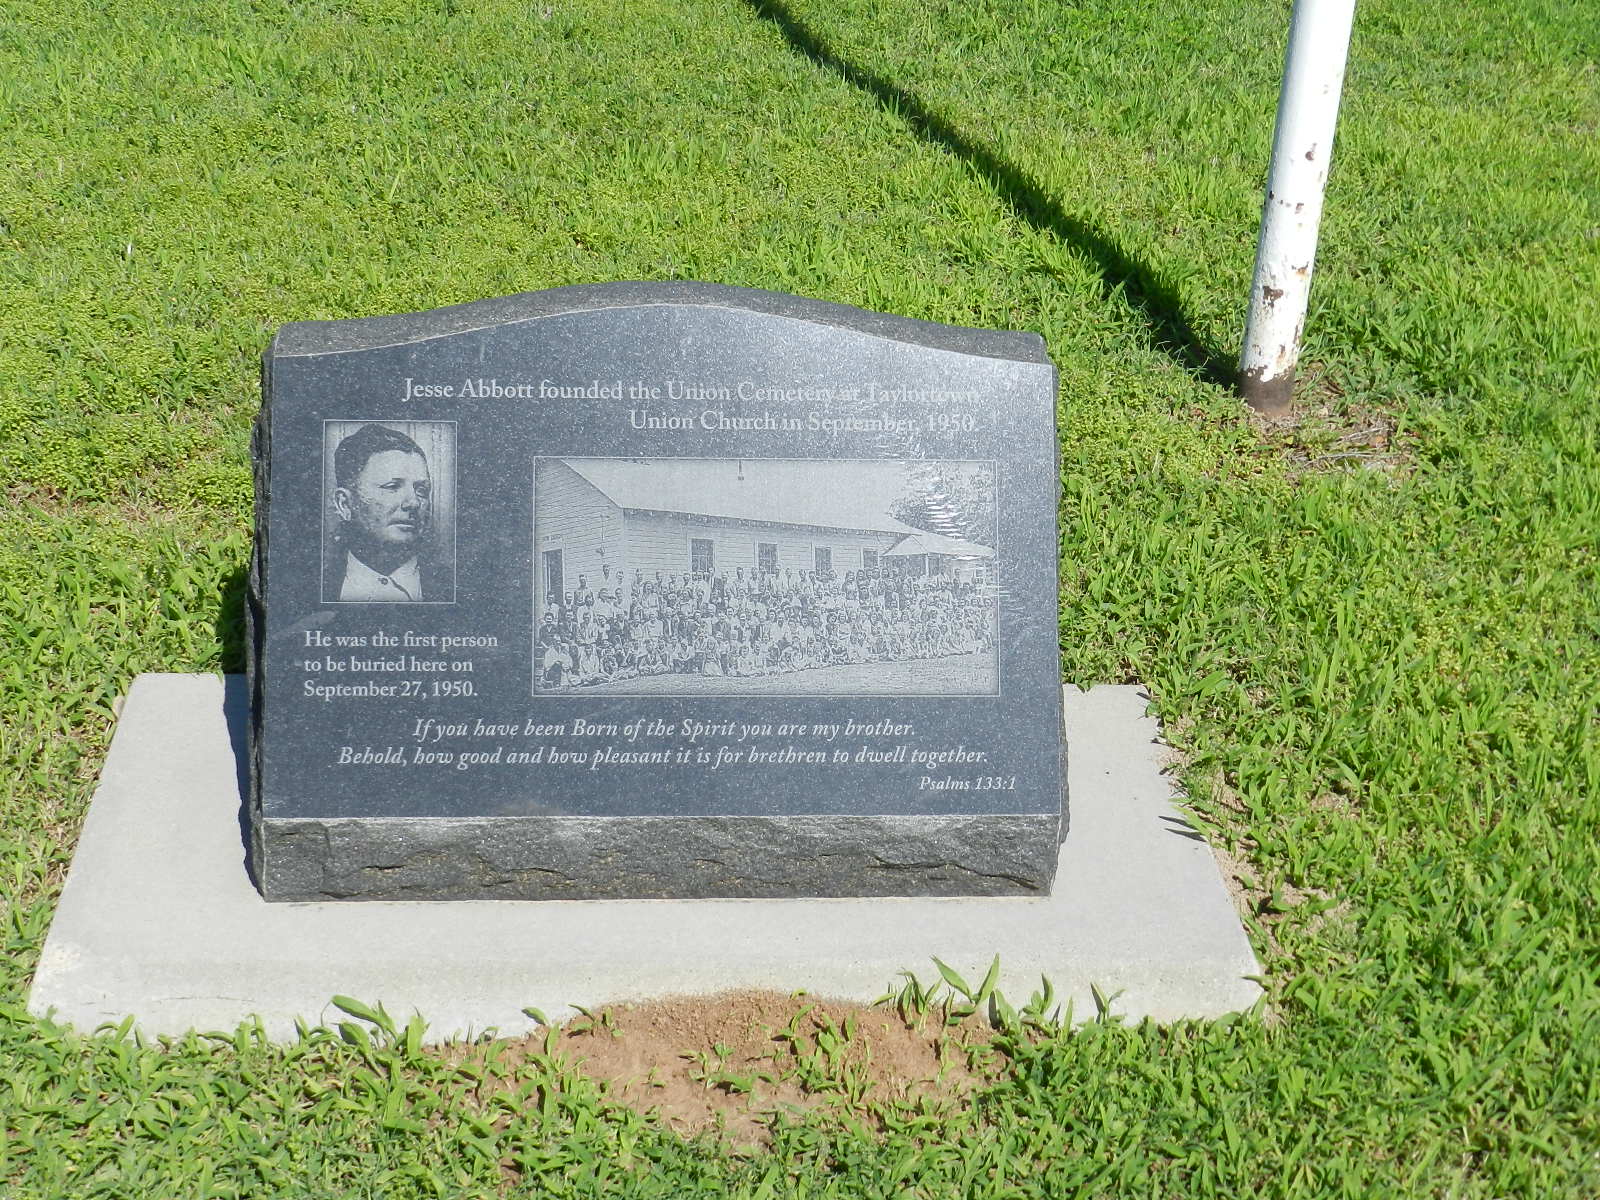 Jesse Abbott founded the Union Cemetery at Taylortown
Union Church in September, 1950.
He was the first person
to be buried here on
September 27, 1950.
If you have been Born of the Spirit you are my brother.
Behold, how good and how pleasant it is for brethren to dwell together.
Psalms 133:1